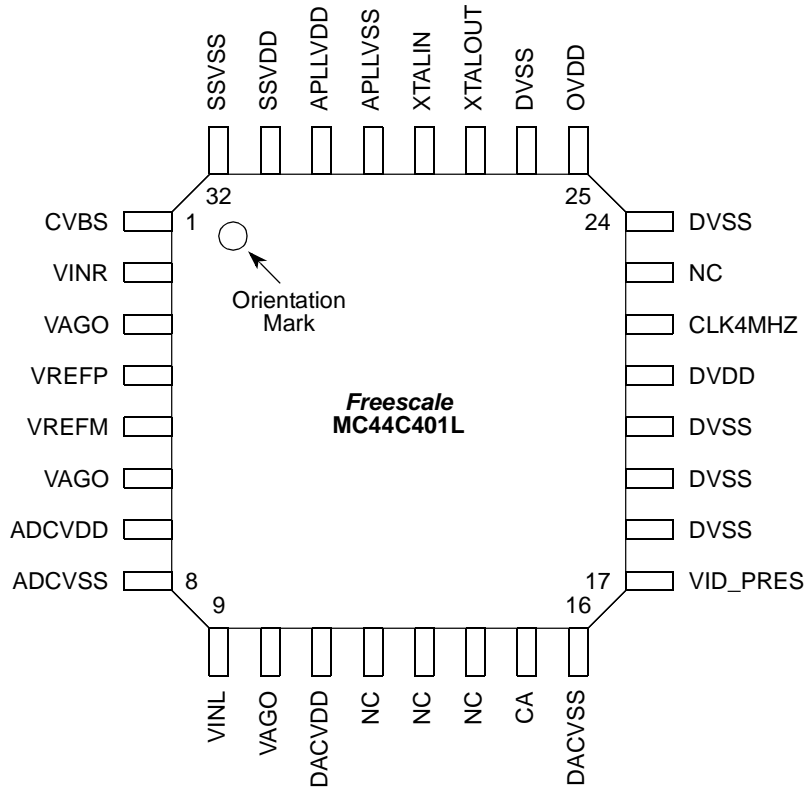 SSVSS
SSVDD
APLLVDD
APLLVSS
XTALIN
XTALOUT
DVSS
OVDD
32
25
CVBS
1
24
DVSS
VINR
NC
Orientation
Mark
VAGO
CLK4MHZ
VREFP
DVDD
Freescale
MC44C401L
VREFM
DVSS
VAGO
DVSS
ADCVDD
DVSS
ADCVSS
8
17
VID_PRES
9
16
VINL
VAGO
DACVDD
NC
NC
NC
CA
DACVSS